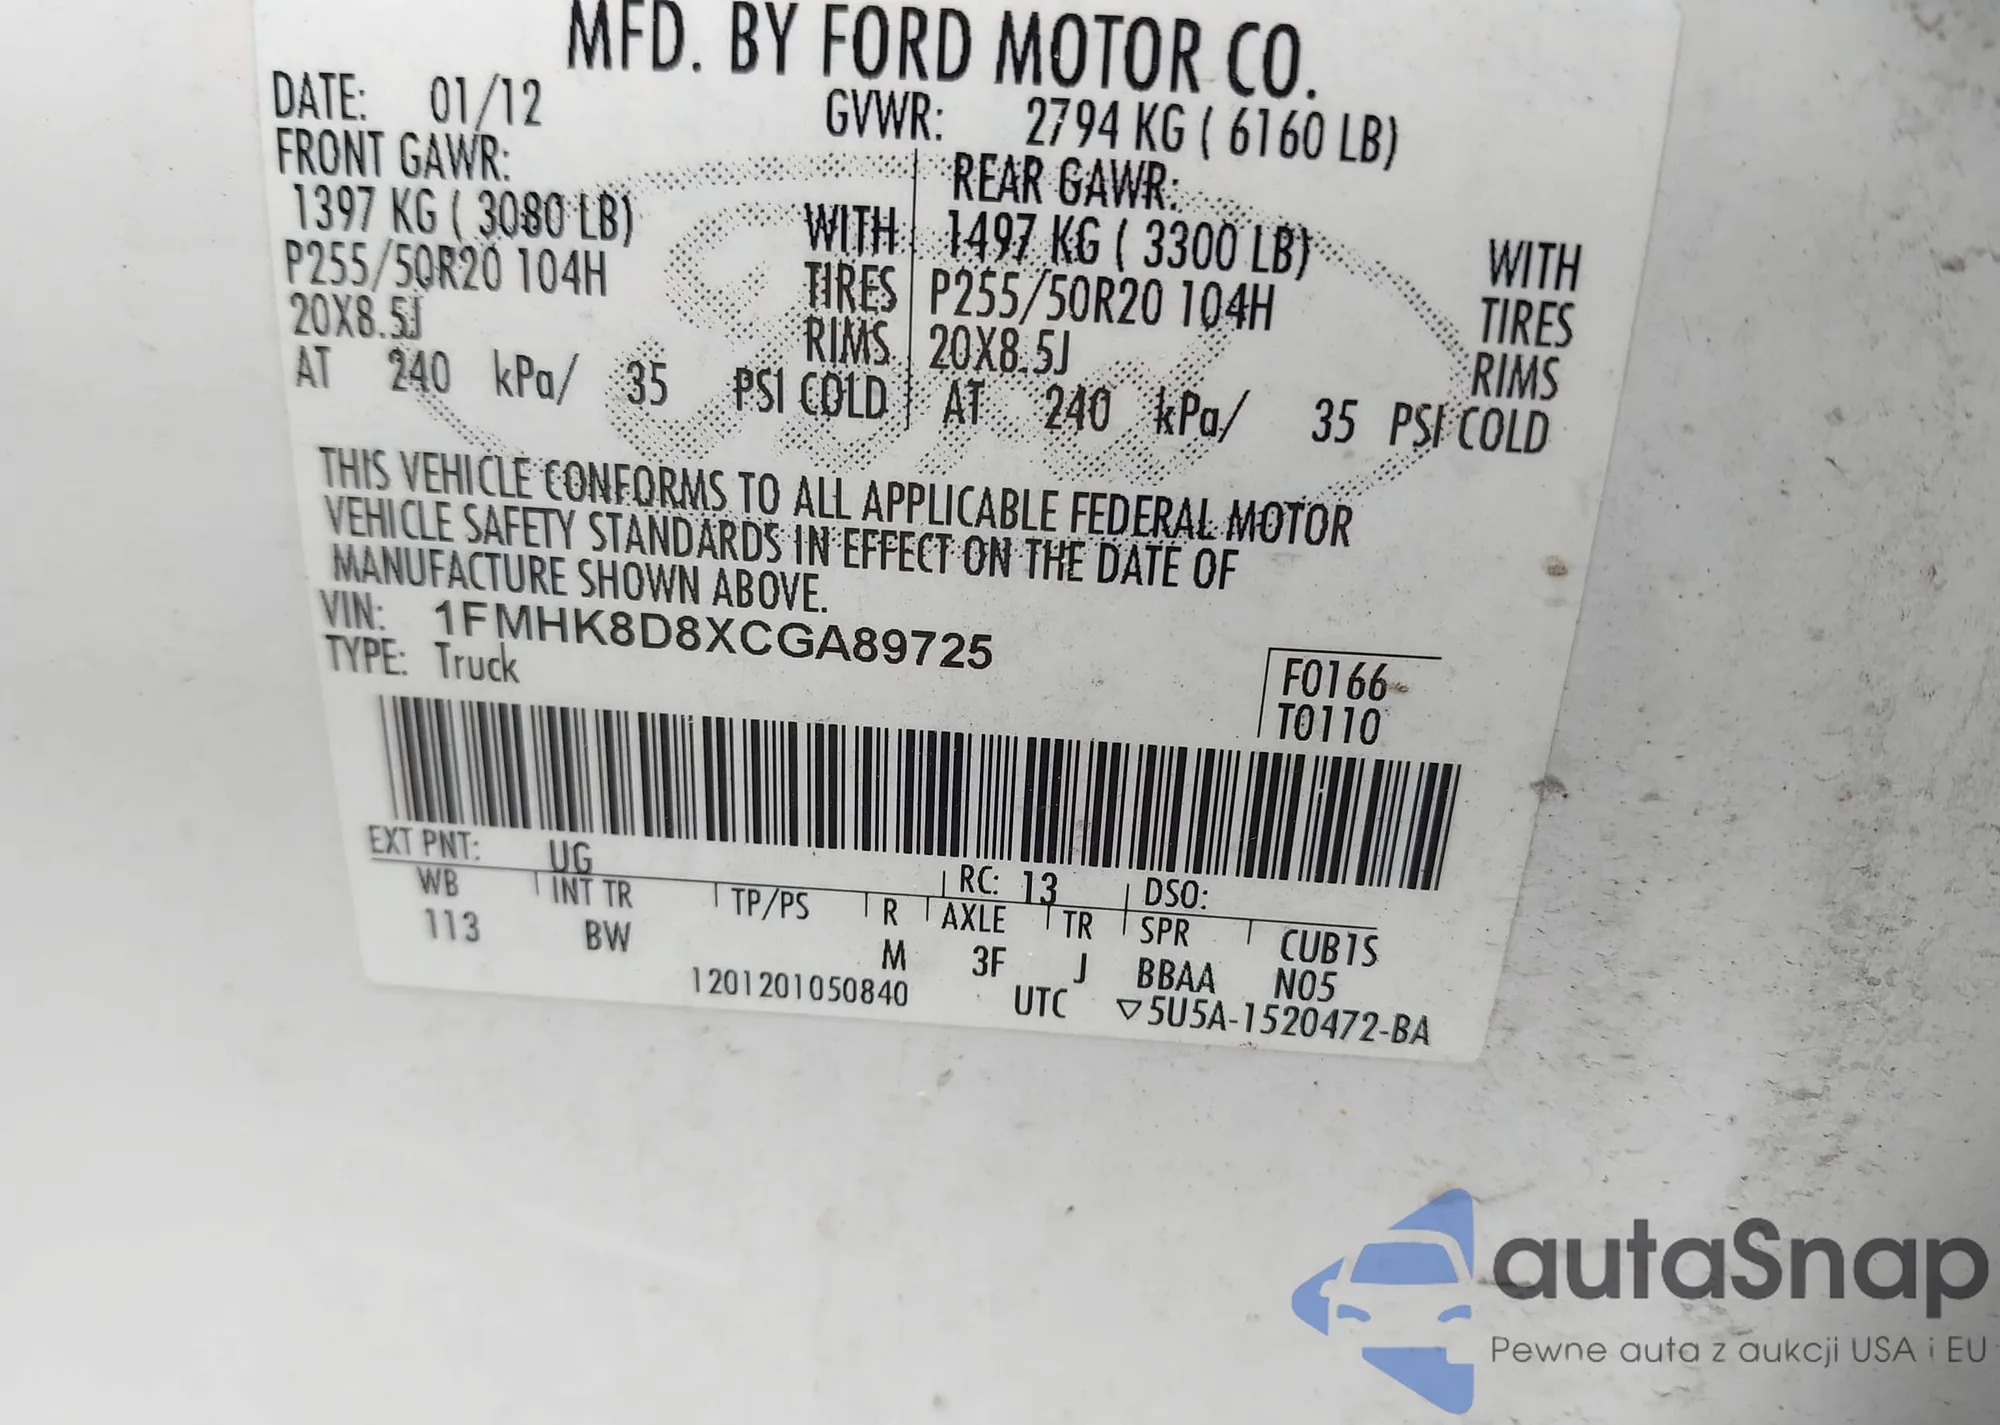 MFD. BY FORD MOTOR CO.
DATE: 01/12 GVWR: 2794 KG ( 6160 LB)
FRONT GAWR: REAR GAWR:
1397 KG ( 3080 LB) WITH 1497 KG ( 3300 LB) WITH
P255/50R20 104H TIRES P255/50R20 104H TIRES
20X8.5J RIMS 20X8.5J RIMS
AT 240 kPa/ 35 PSI COLD AT 240 kPa/ 35 PSI COLD
THIS VEHICLE CONFORMS TO ALL APPLICABLE FEDERAL MOTOR
VEHICLE SAFETY STANDARDS IN EFFECT ON THE DATE OF
MANUFACTURE SHOWN ABOVE.
VIN: 1FMHK8D8XCGA89725
TYPE: Truck
F0166
T0110
EXT PNT: UG RC: 13 DSO:
WB INT TR TP/PS R AXLE TR SPR CUB1S
113 BW M 3F J BBAA N05
1201201050840 UTC ▽5U5A-1520472-BA
autaSnap
Pewne auta z aukcji USA i EU